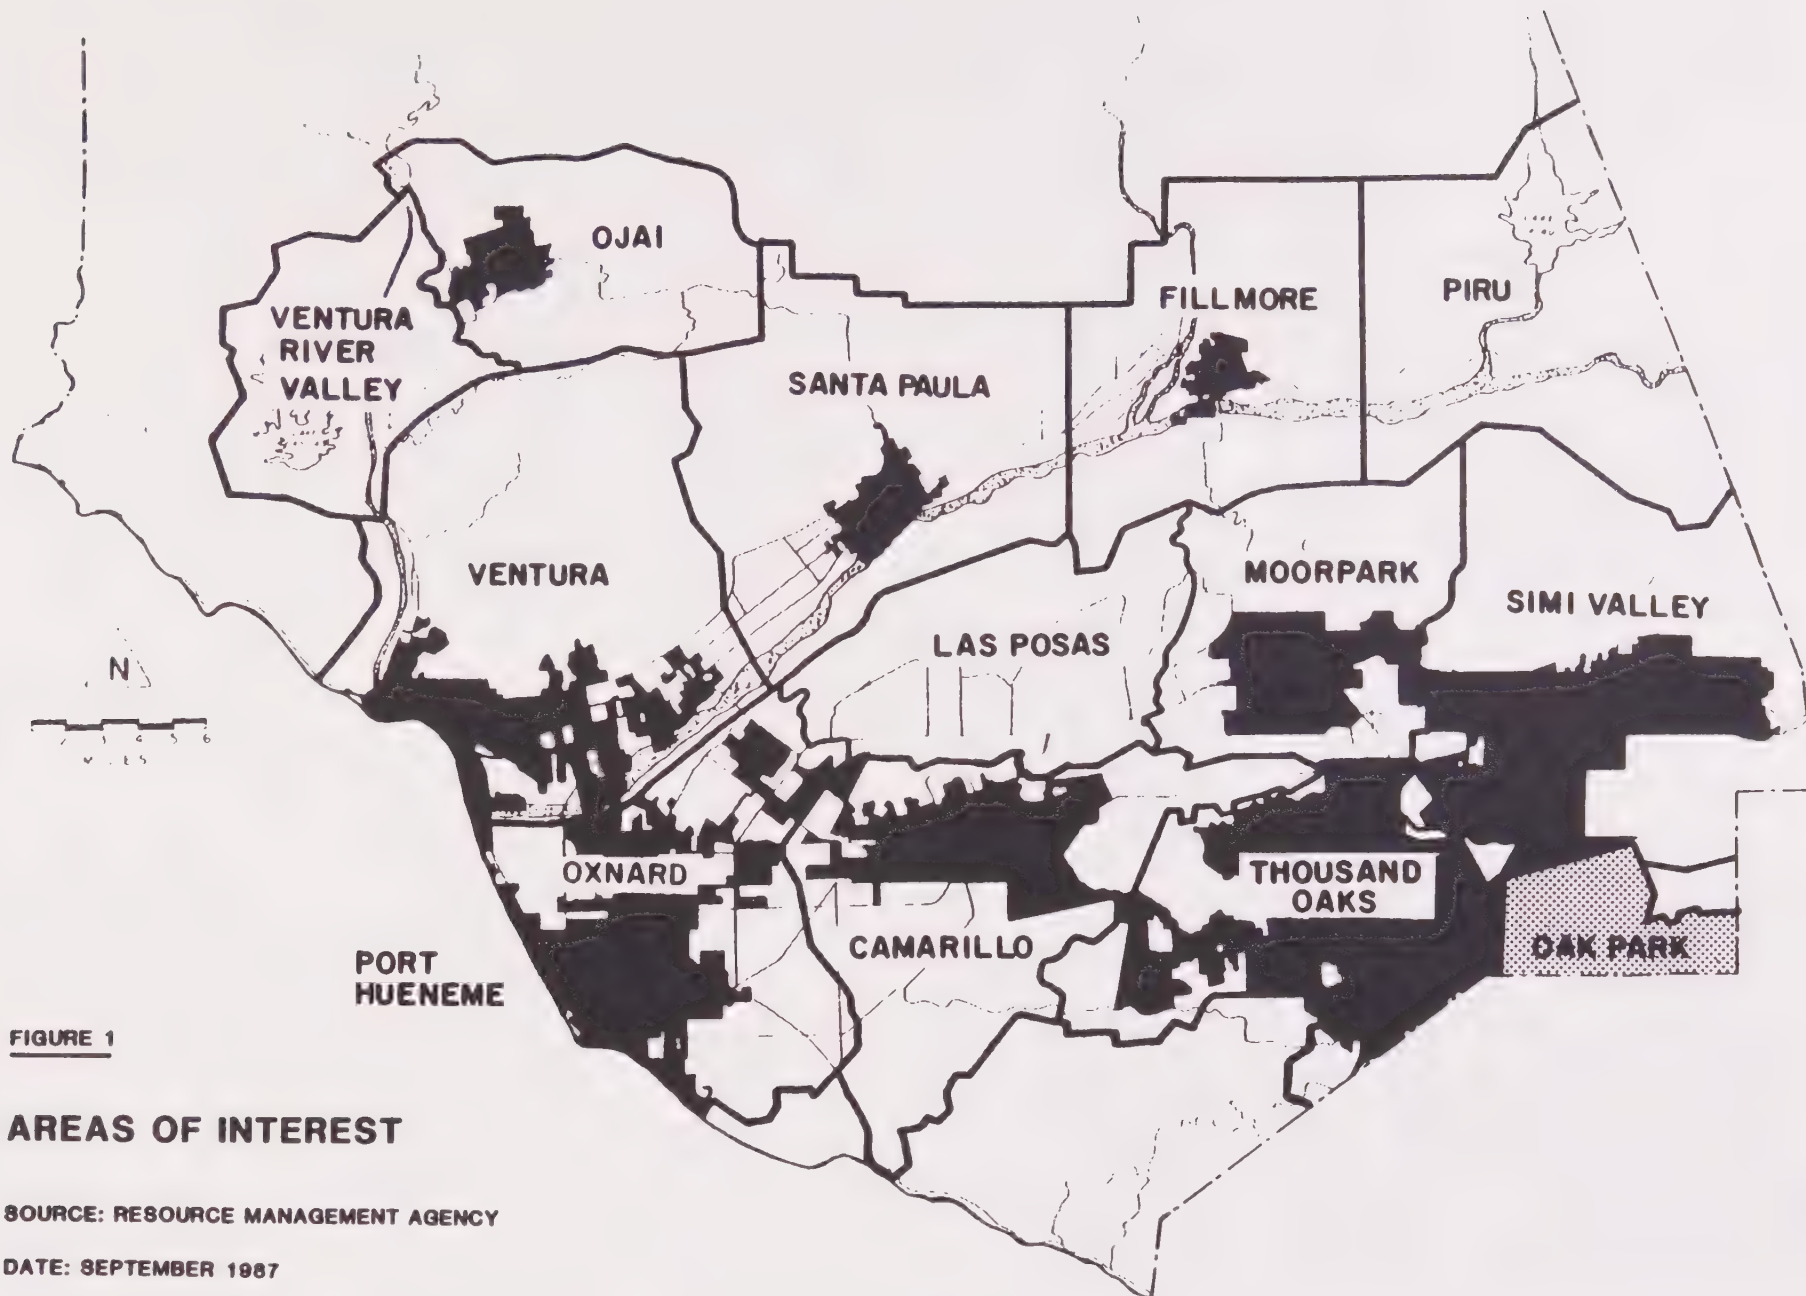 OJAI
VENTURA
RIVER
VALLEY
SANTA PAULA
FILLMORE
PIRU
VENTURA
LAS POSAS
MOORPARK
SIMI VALLEY
N
OXNARD
THOUSAND
OAKS
CAMARILLO
OAK PARK
PORT
HUENEME
FIGURE 1
AREAS OF INTEREST
SOURCE: RESOURCE MANAGEMENT AGENCY
DATE: SEPTEMBER 1987